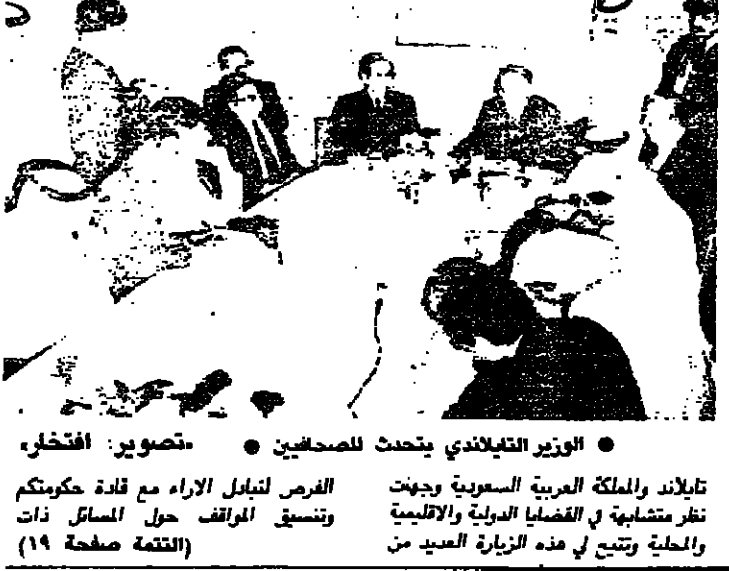 ● الوزير التايلاندي يتحدث للصحافيين ● «تصوير: افتخار»
تايلاند والمملكة العربية السعودية وجهت
نظر متشابهة في القضايا الدولية والاقليمية
والمحلية وتتيح لي هذه الزيارة العديد من
الفرص لتبادل الاراء مع قادة حكومتكم
وتنسيق المواقف حول المسائل ذات
(التتمة صفحة ١٩)